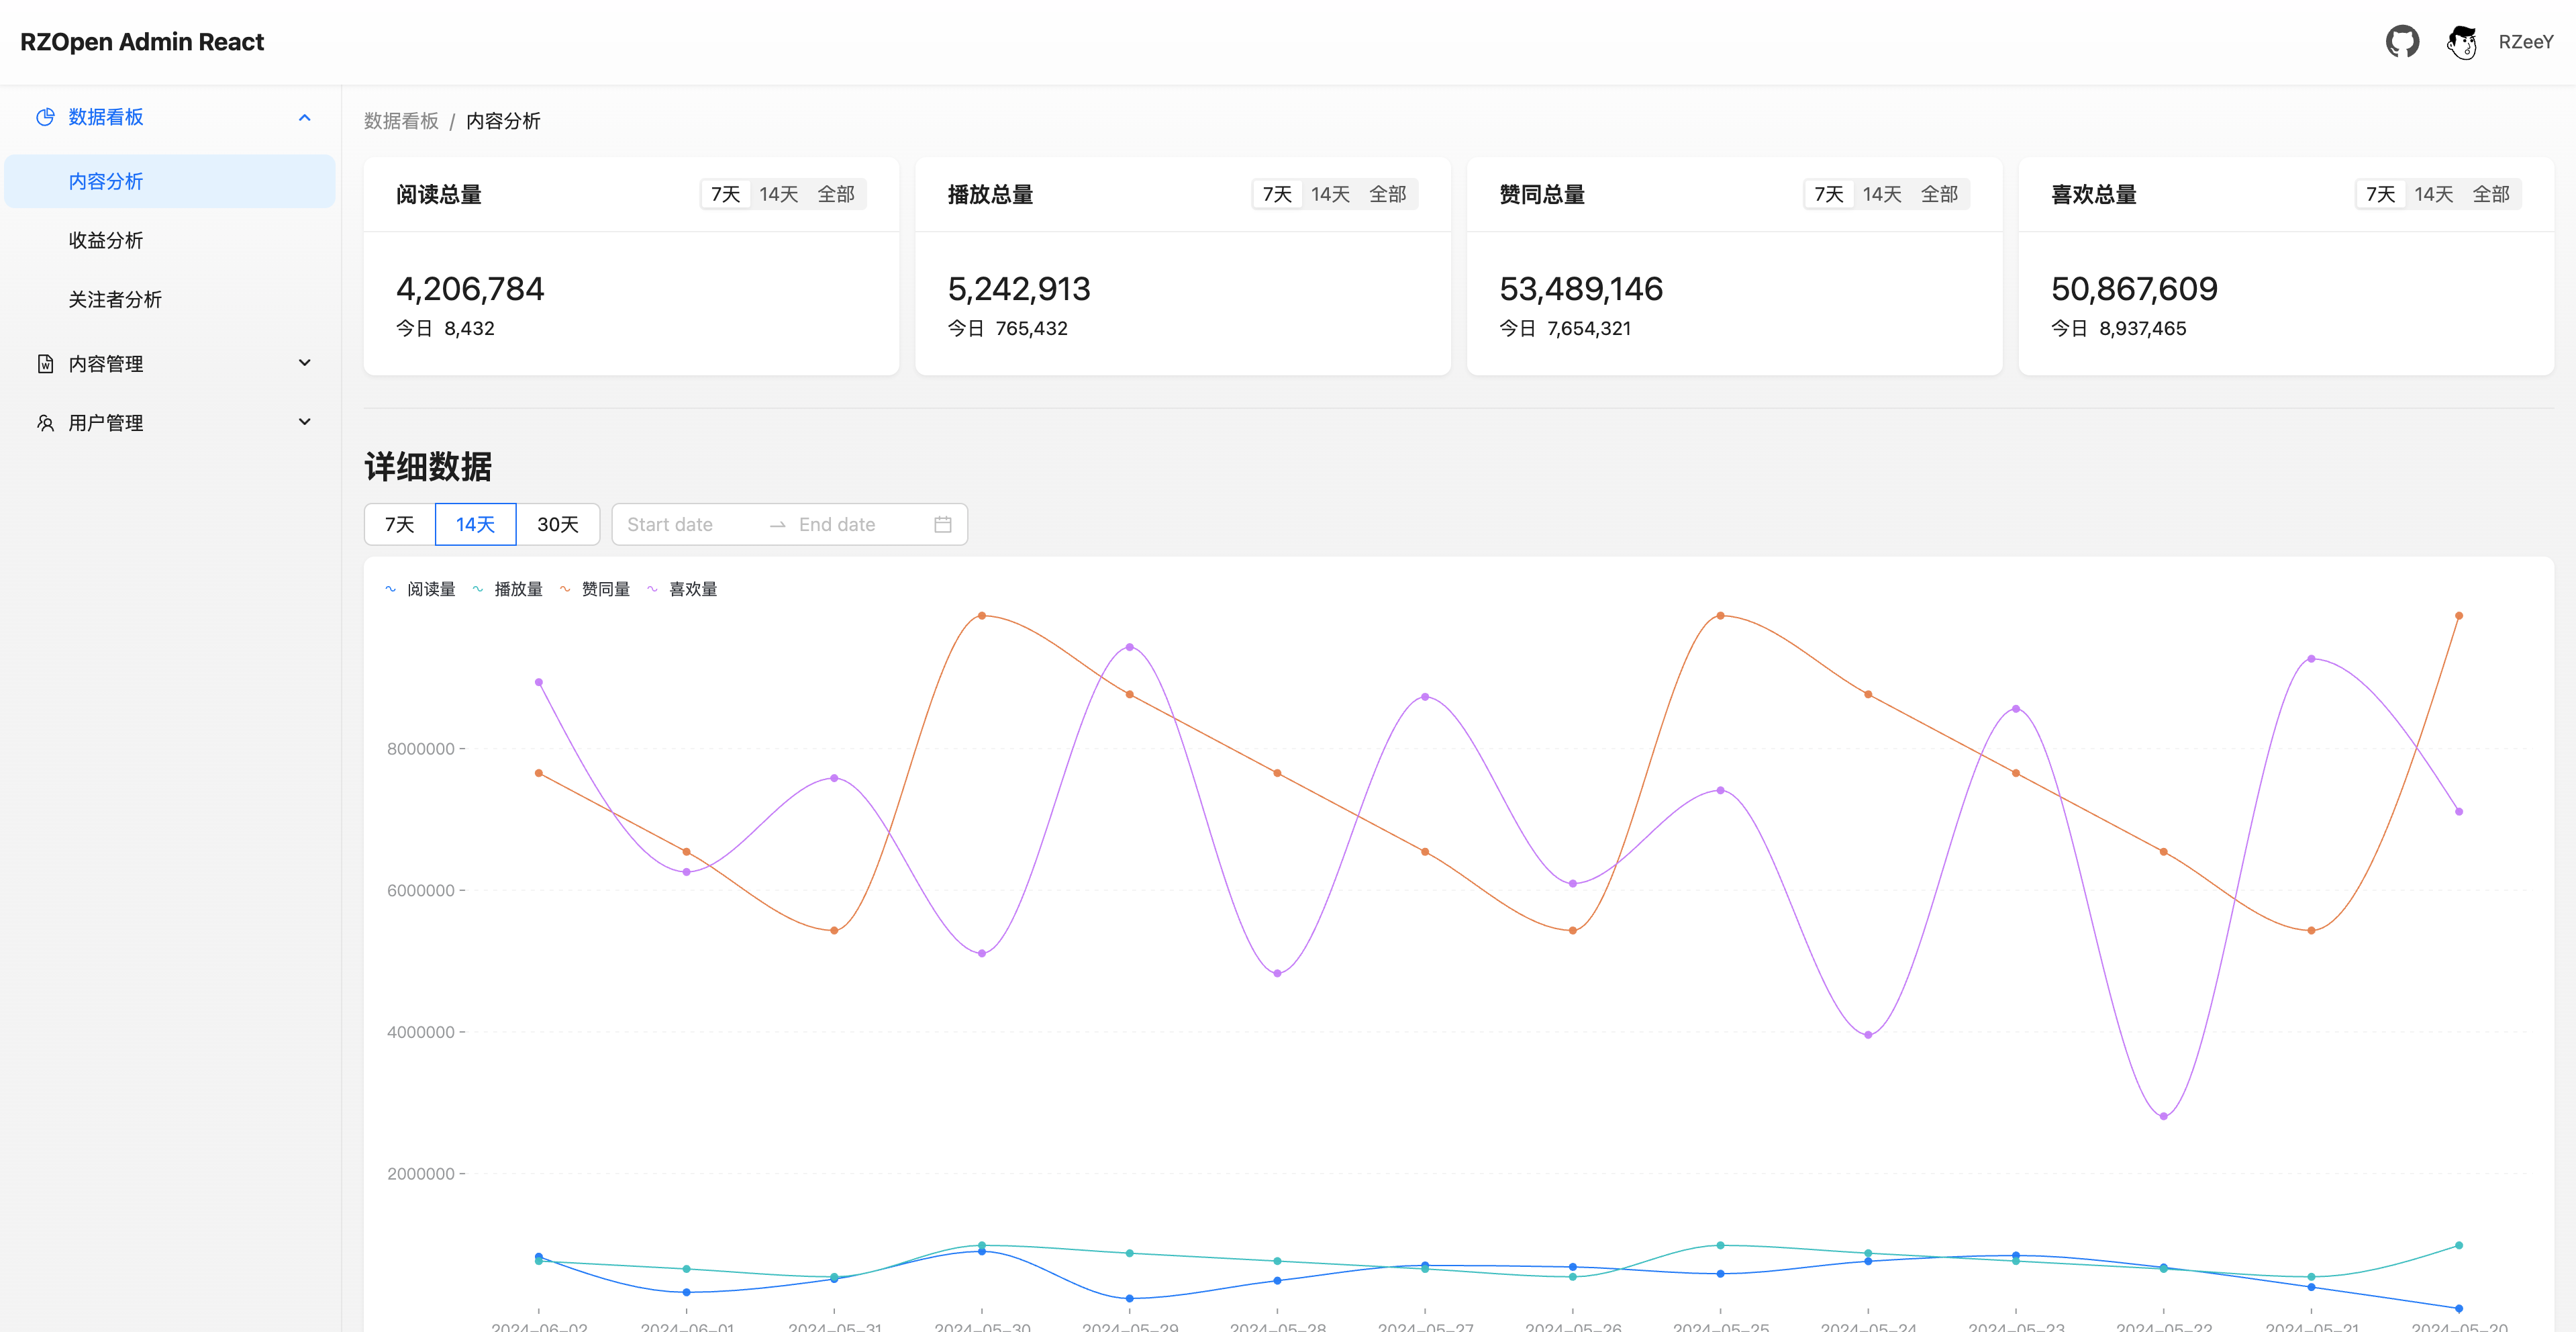 RZOpen Admin React
RZeeY
数据看板
内容分析
收益分析
关注者分析
内容管理
用户管理
数据看板 / 内容分析
阅读总量 7天 14天 全部
4,206,784
今日 8,432
播放总量 7天 14天 全部
5,242,913
今日 765,432
赞同总量 7天 14天 全部
53,489,146
今日 7,654,321
喜欢总量 7天 14天 全部
50,867,609
今日 8,937,465
详细数据
7天 14天 30天 Start date End date
阅读量 播放量 赞同量 喜欢量
8000000
6000000
4000000
2000000
2024-06-02 2024-06-01 2024-05-31 2024-05-30 2024-05-29 2024-05-28 2024-05-27 2024-05-26 2024-05-25 2024-05-24 2024-05-23 2024-05-22 2024-05-21 2024-05-20